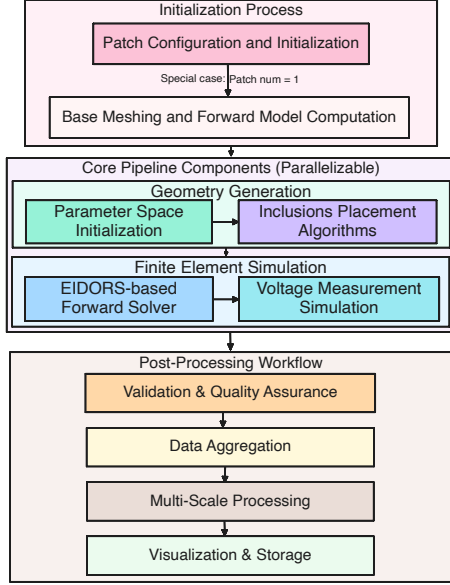 Initialization Process
Patch Configuration and Initialization
Special case: Patch num = 1
Base Meshing and Forward Model Computation
Core Pipeline Components (Parallelizable)
Geometry Generation
Parameter Space
Initialization
Inclusions Placement
Algorithms
Finite Element Simulation
EIDORS-based
Forward Solver
Voltage Measurement
Simulation
Post-Processing Workflow
Validation & Quality Assurance
Data Aggregation
Multi-Scale Processing
Visualization & Storage